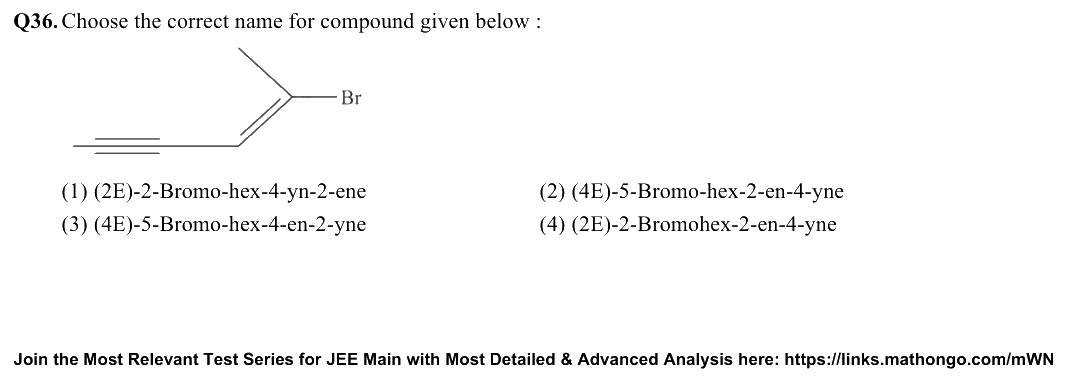 Q36. Choose the correct name for compound given below :
Br
(1) (2E)-2-Bromo-hex-4-yn-2-ene (2) (4E)-5-Bromo-hex-2-en-4-yne
(3) (4E)-5-Bromo-hex-4-en-2-yne (4) (2E)-2-Bromohex-2-en-4-yne
Join the Most Relevant Test Series for JEE Main with Most Detailed & Advanced Analysis here: https://links.mathongo.com/mWN